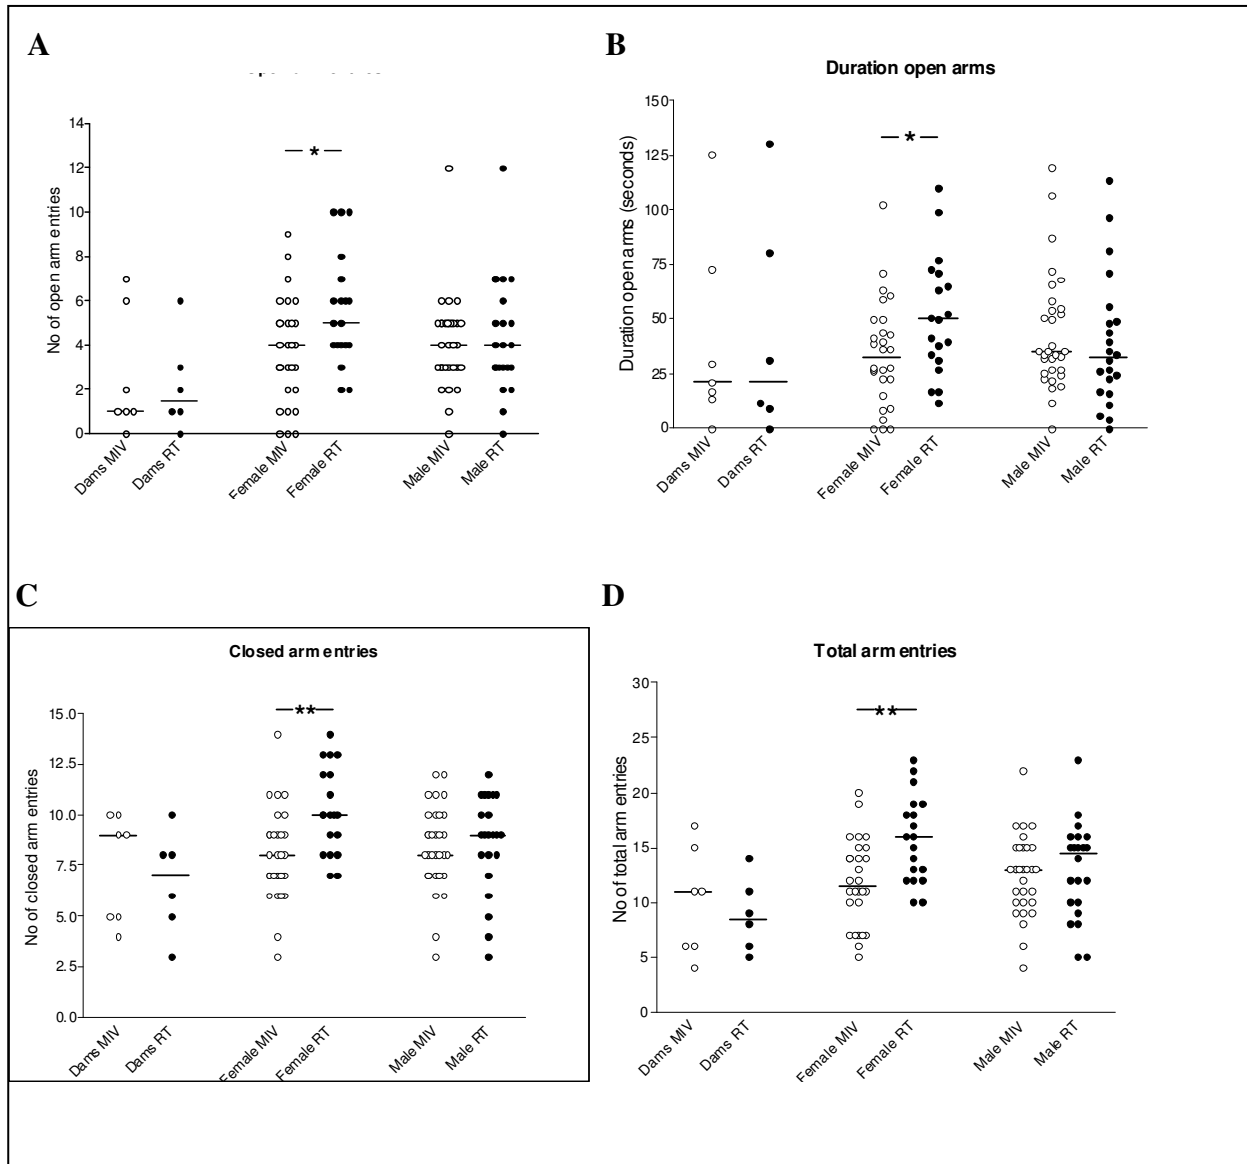 A
B
Duration open arms
14
12
10
8
6
4
2
0
No of open arm entries
*
Dams MIV
Dams RT
Female MIV
Female RT
Male MIV
Male RT
150
125
100
75
50
25
0
Duration open arms (seconds)
*
Dams MIV
Dams RT
Female MIV
Female RT
Male MIV
Male RT
C
D
Closed arm entries
15.0
12.5
10.0
7.5
5.0
2.5
0.0
No of closed arm entries
**
Dams MIV
Dams RT
Female MIV
Female RT
Male MIV
Male RT
Total arm entries
30
25
20
15
10
5
0
No of total arm entries
**
Dams MIV
Dams RT
Female MIV
Female RT
Male MIV
Male RT